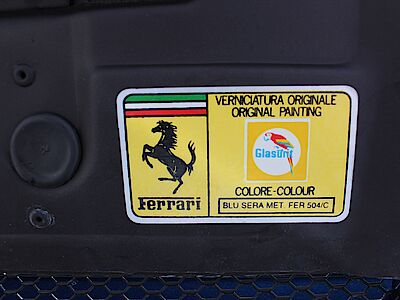 VERNICIATURA ORIGINALE
ORIGINAL PAINTING
Glasurit
COLORE-COLOUR
BLU SERA MET. FER 504/C
Ferrari